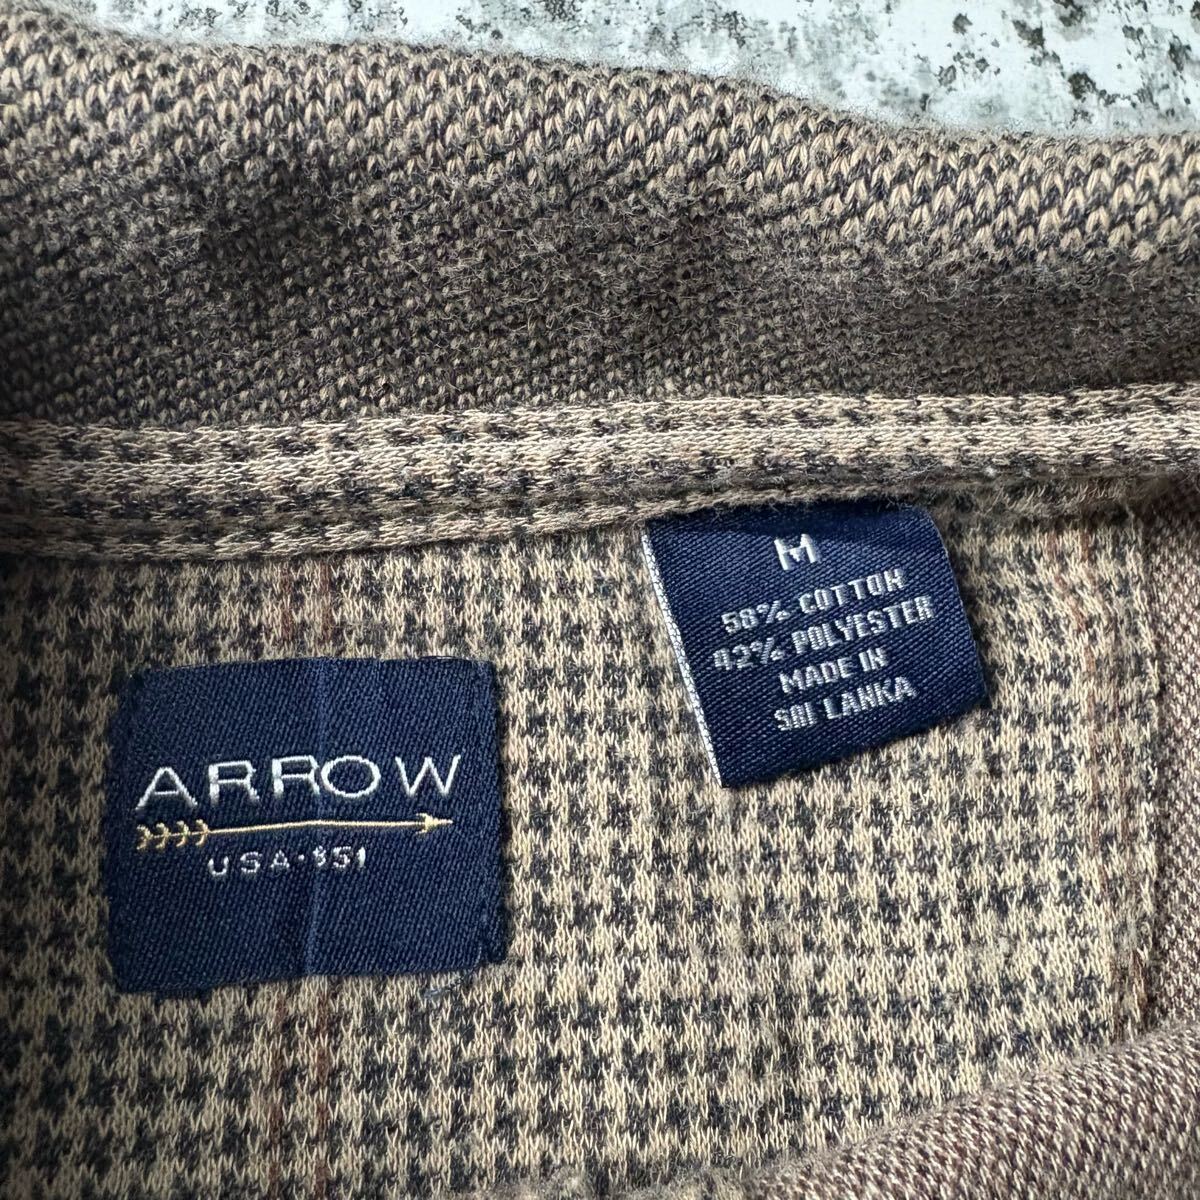 ARROW
USA·1851
M
58% COTTON
42% POLYESTER
MADE IN
SRI LANKA